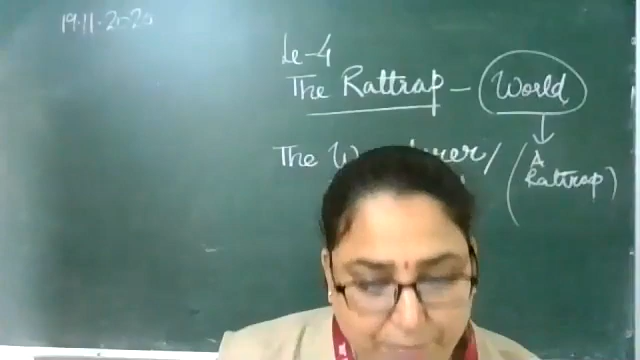 19.11.2020
Le-4
The Rattrap - World
The / (A
Rattrap)